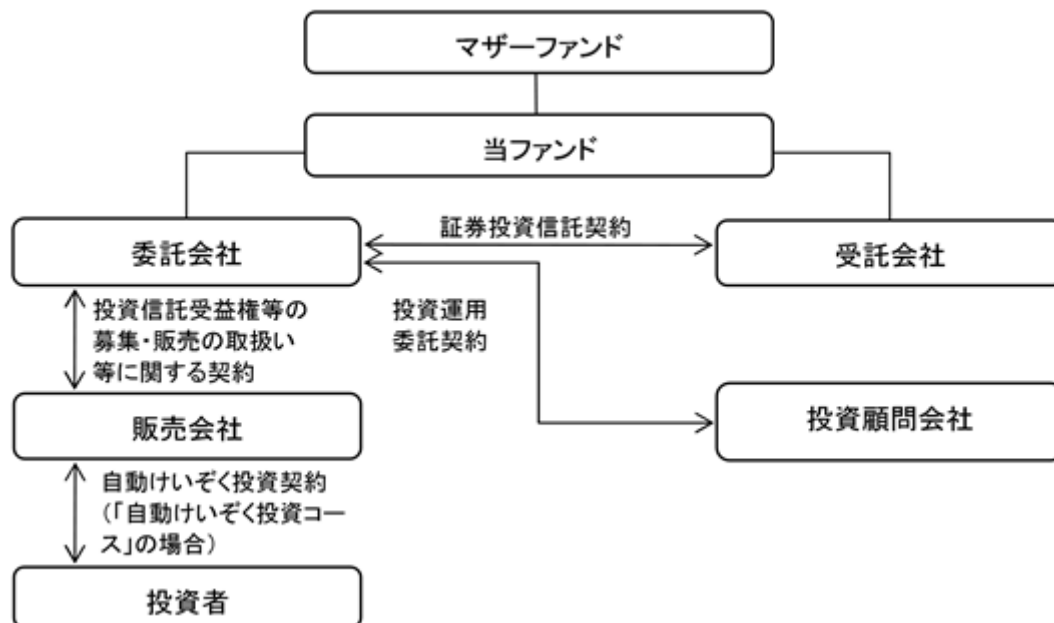 マザーファンド
当ファンド
委託会社
証券投資信託契約
受託会社
投資信託受益権等の
募集・販売の取扱い
等に関する契約
投資運用
委託契約
販売会社
投資顧問会社
自動けいぞく投資契約
(「自動けいぞく投資コー
ス」の場合)
投資者